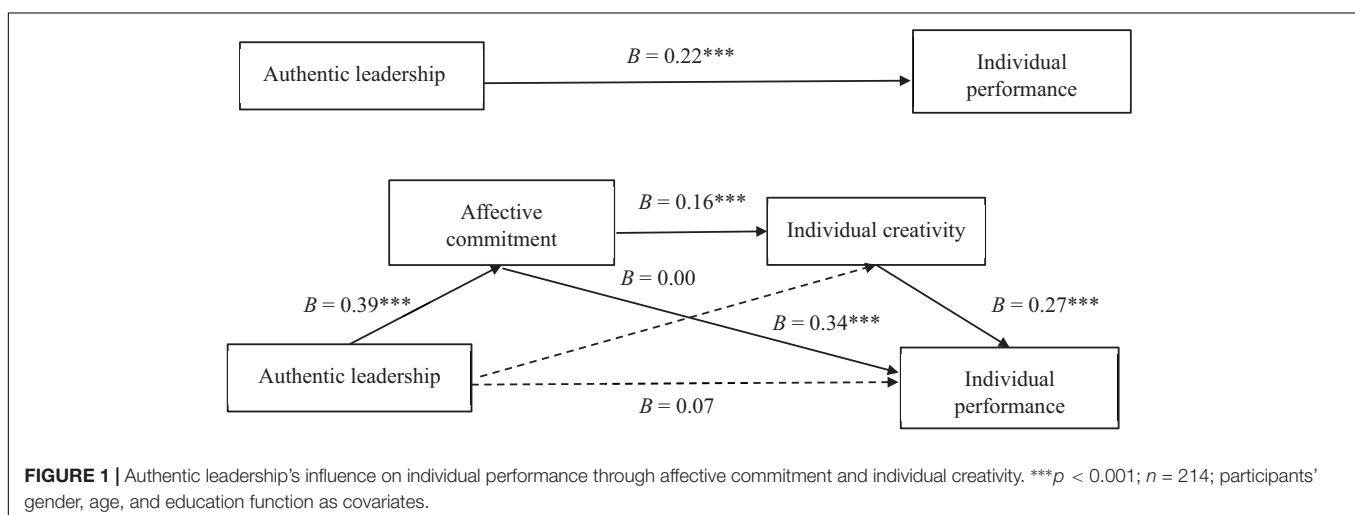 B = 0.22***
Authentic leadership
Individual
performance
Affective
commitment
B = 0.16***
Individual creativity
B = 0.00
B = 0.39***
B = 0.34***
B = 0.27***
Authentic leadership
Individual
performance
B = 0.07
FIGURE 1 | Authentic leadership’s influence on individual performance through affective commitment and individual creativity. ***p < 0.001; n = 214; participants’
gender, age, and education function as covariates.